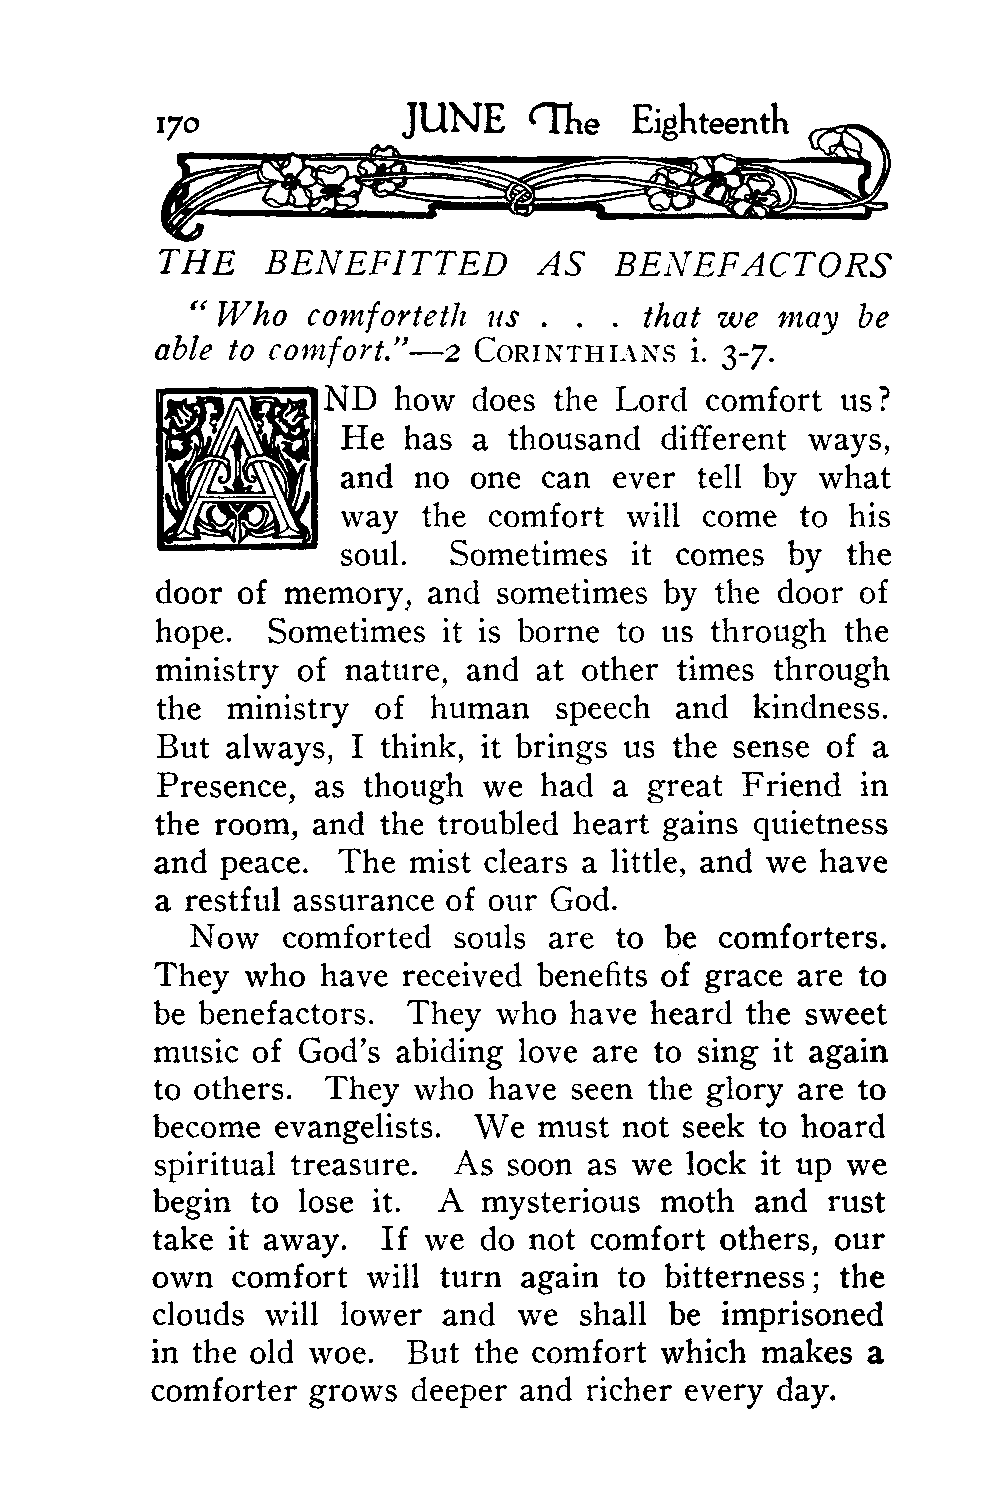 170 JUNE The Eighteenth
THE BENEFITTED AS BENEFACTORS
“Who comforteth us . . . that we may be
able to comfort.”—2 CORINTHIANS i. 3-7.
AND how does the Lord comfort us?
He has a thousand different ways,
and no one can ever tell by what
way the comfort will come to his
soul. Sometimes it comes by the
door of memory, and sometimes by the door of
hope. Sometimes it is borne to us through the
ministry of nature, and at other times through
the ministry of human speech and kindness.
But always, I think, it brings us the sense of a
Presence, as though we had a great Friend in
the room, and the troubled heart gains quietness
and peace. The mist clears a little, and we have
a restful assurance of our God.
Now comforted souls are to be comforters.
They who have received benefits of grace are to
be benefactors. They who have heard the sweet
music of God’s abiding love are to sing it again
to others. They who have seen the glory are to
become evangelists. We must not seek to hoard
spiritual treasure. As soon as we lock it up we
begin to lose it. A mysterious moth and rust
take it away. If we do not comfort others, our
own comfort will turn again to bitterness; the
clouds will lower and we shall be imprisoned
in the old woe. But the comfort which makes a
comforter grows deeper and richer every day.